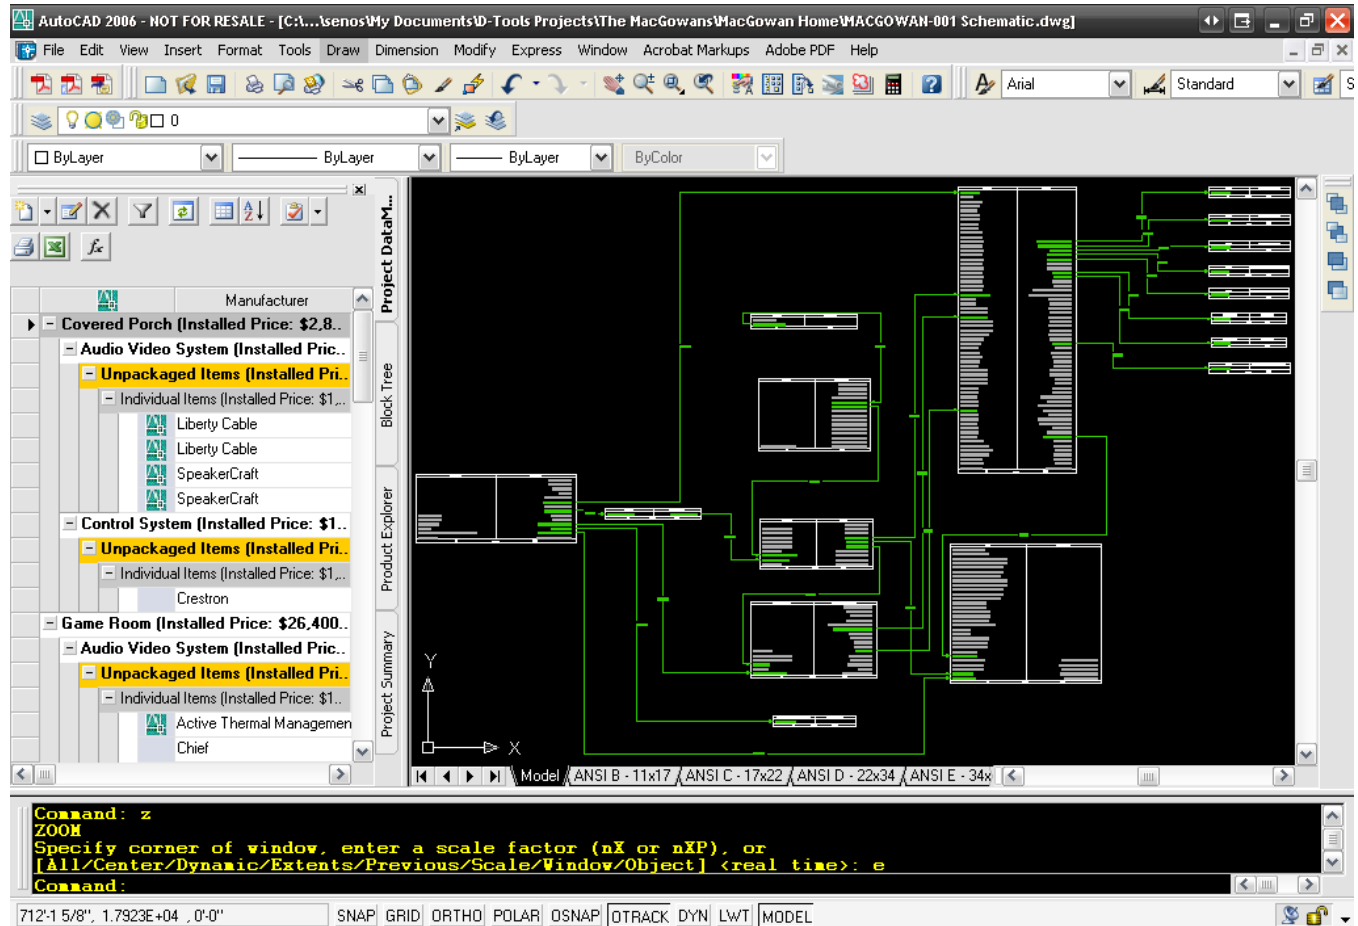 AutoCAD 2006 - NOT FOR RESALE - [C:\...\senos\My Documents\D-Tools Projects\The MacGowans\MacGowan Home\MACGOWAN-001 Schematic.dwg]
File Edit View Insert Format Tools Draw Dimension Modify Express Window Acrobat Markups Adobe PDF Help
Arial Standard S
0
ByLayer ByLayer ByLayer ByColor
Project DataM...
Block Tree
Product Explorer
Project Summary
Manufacturer
Covered Porch (Installed Price: $2,8..
Audio Video System (Installed Pric..
Unpackaged Items (Installed Pri..
Individual Items (Installed Price: $1,..
Liberty Cable
Liberty Cable
SpeakerCraft
SpeakerCraft
Control System (Installed Price: $1..
Unpackaged Items (Installed Pri..
Individual Items (Installed Price: $1,..
Crestron
Game Room (Installed Price: $26,400..
Audio Video System (Installed Pric..
Unpackaged Items (Installed Pri..
Individual Items (Installed Price: $1..
Active Thermal Managemen
Chief
Y
X
Model ANSI B - 11x17 ANSI C - 17x22 ANSI D - 22x34 ANSI E - 34x
Command: z
ZOOM
Specify corner of window, enter a scale factor (nX or nXP), or
[All/Center/Dynamic/Extents/Previous/Scale/Window/Object] <real time>: e
Command:
712'-1 5/8", 1.7923E+04 , 0'-0" SNAP GRID ORTHO POLAR OSNAP OTRACK DYN LWT MODEL